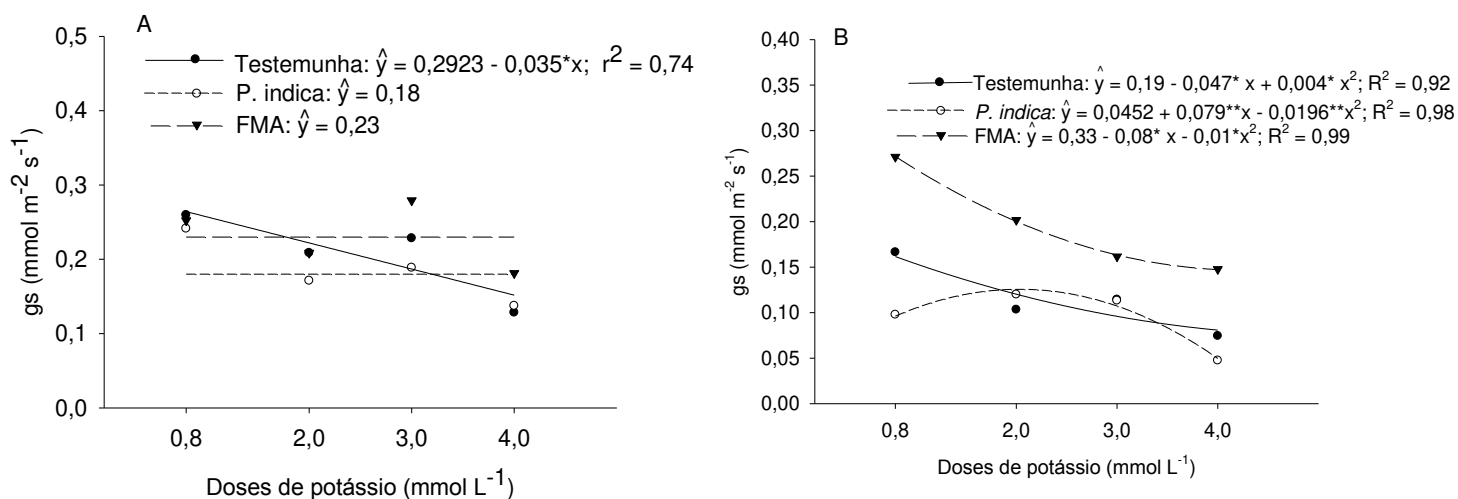 A
Testemunha: ŷ = 0,2923 - 0,035*x; r² = 0,74
P. indica: ŷ = 0,18
FMA: ŷ = 0,23
gs (mmol m⁻² s⁻¹)
0,5
0,4
0,3
0,2
0,1
0,0
0,8 2,0 3,0 4,0
Doses de potássio (mmol L⁻¹)
B
Testemunha: ŷ = 0,19 - 0,047* x + 0,004* x²; R² = 0,92
P. indica: ŷ = 0,0452 + 0,079**x - 0,0196**x²; R² = 0,98
FMA: ŷ = 0,33 - 0,08* x - 0,01*x²; R² = 0,99
gs (mmol m⁻² s⁻¹)
0,40
0,35
0,30
0,25
0,20
0,15
0,10
0,05
0,00
0,8 2,0 3,0 4,0
Doses de potássio (mmol L⁻¹)